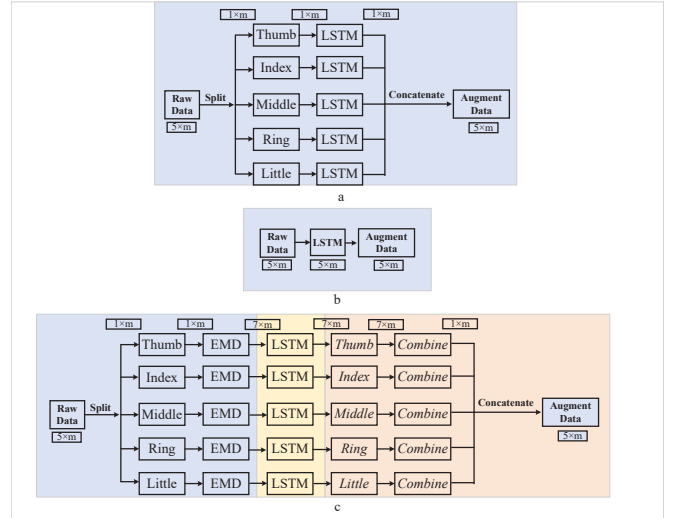 1×m 1×m 1×m
Thumb LSTM
Index LSTM
Raw Data Split Middle LSTM Concatenate Augment Data
5×m 5×m
Ring LSTM
Little LSTM
a
Raw Data LSTM Augment Data
5×m 5×m 5×m
b
1×m 1×m 7×m 7×m 7×m 1×m
Thumb EMD LSTM Thumb Combine
Index EMD LSTM Index Combine
Raw Data Split Middle EMD LSTM Middle Combine Concatenate Augment Data
5×m 5×m
Ring EMD LSTM Ring Combine
Little EMD LSTM Little Combine
c